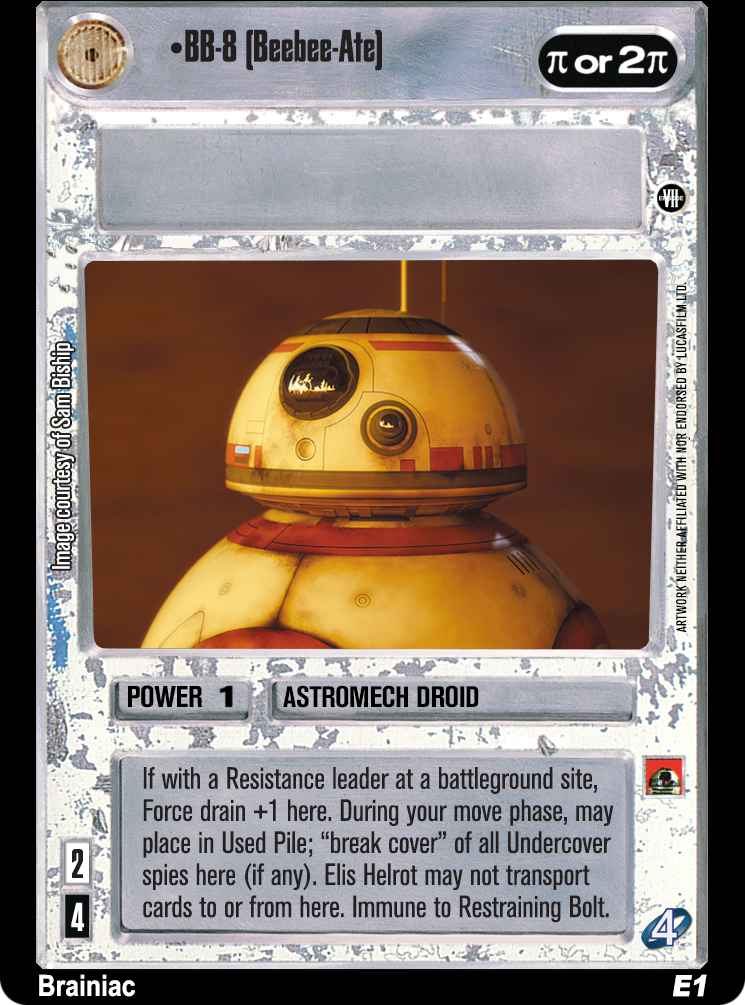 •BB-8 (Beebee-Ate)
π or 2π
EPISODE
VII
Image courtesy of Sam Biship
ARTWORK NEITHER AFFILIATED WITH NOR ENDORSED BY LUCASFILM LTD.
POWER 1
ASTROMECH DROID
If with a Resistance leader at a battleground site,
Force drain +1 here. During your move phase, may
place in Used Pile; “break cover” of all Undercover
spies here (if any). Elis Helrot may not transport
cards to or from here. Immune to Restraining Bolt.
2
4
4
Brainiac
E1